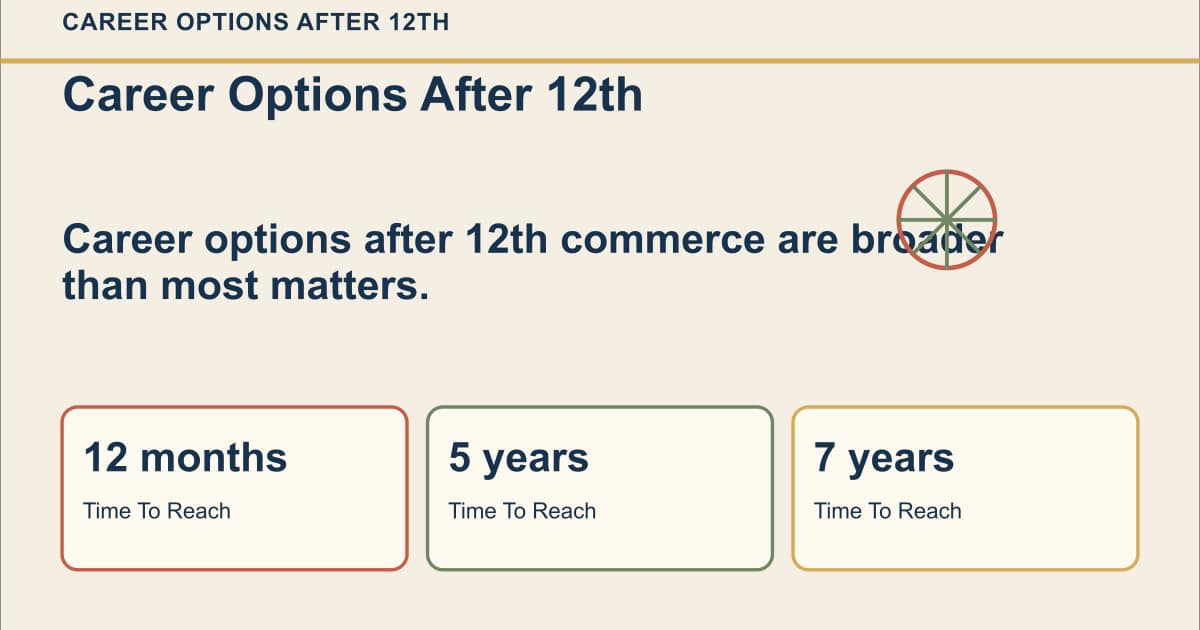 CAREER OPTIONS AFTER 12TH
Career Options After 12th
Career options after 12th commerce are broader
than most matters.
12 months
Time To Reach
5 years
Time To Reach
7 years
Time To Reach